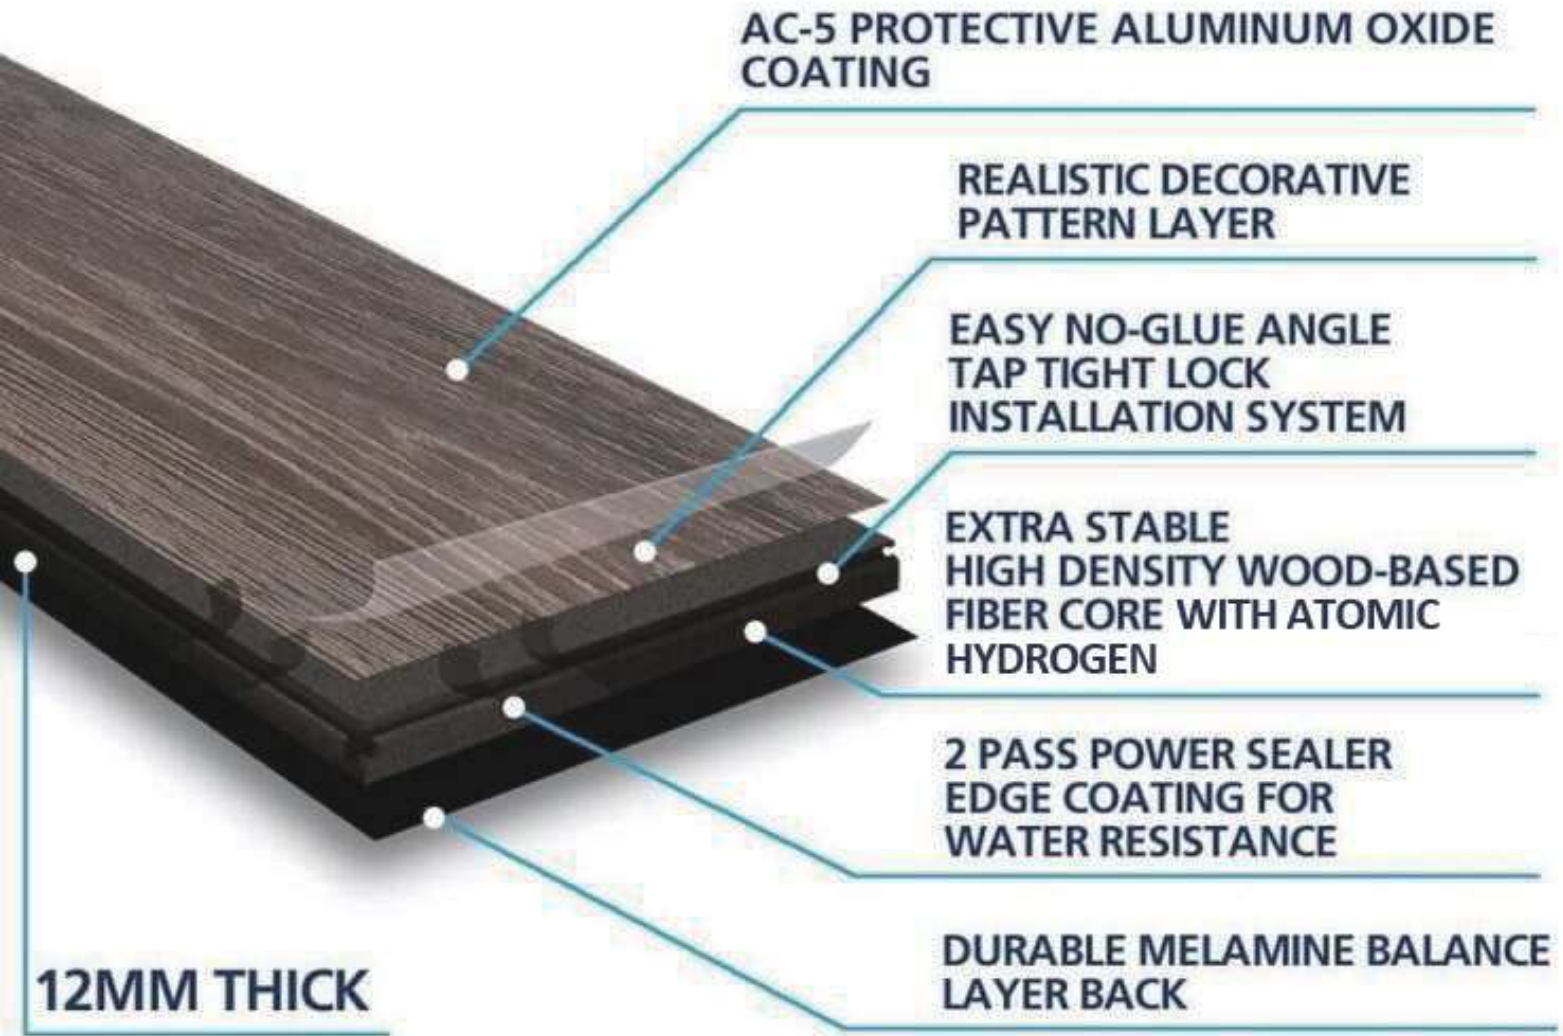 AC-5 PROTECTIVE ALUMINUM OXIDE
COATING
REALISTIC DECORATIVE
PATTERN LAYER
EASY NO-GLUE ANGLE
TAP TIGHT LOCK
INSTALLATION SYSTEM
EXTRA STABLE
HIGH DENSITY WOOD-BASED
FIBER CORE WITH ATOMIC
HYDROGEN
2 PASS POWER SEALER
EDGE COATING FOR
WATER RESISTANCE
DURABLE MELAMINE BALANCE
LAYER BACK
12MM THICK